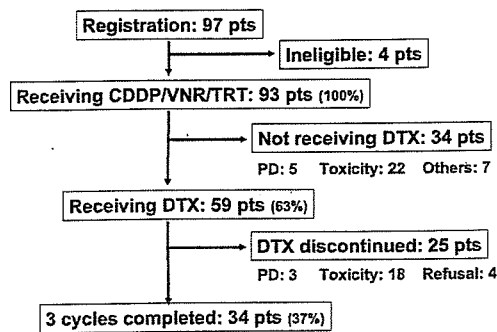 Registration: 97 pts
Ineligible: 4 pts
Receiving CDDP/VNR/TRT: 93 pts (100%)
Not receiving DTX: 34 pts
PD: 5 Toxicity: 22 Others: 7
Receiving DTX: 59 pts (63%)
DTX discontinued: 25 pts
PD: 3 Toxicity: 18 Refusal: 4
3 cycles completed: 34 pts (37%)